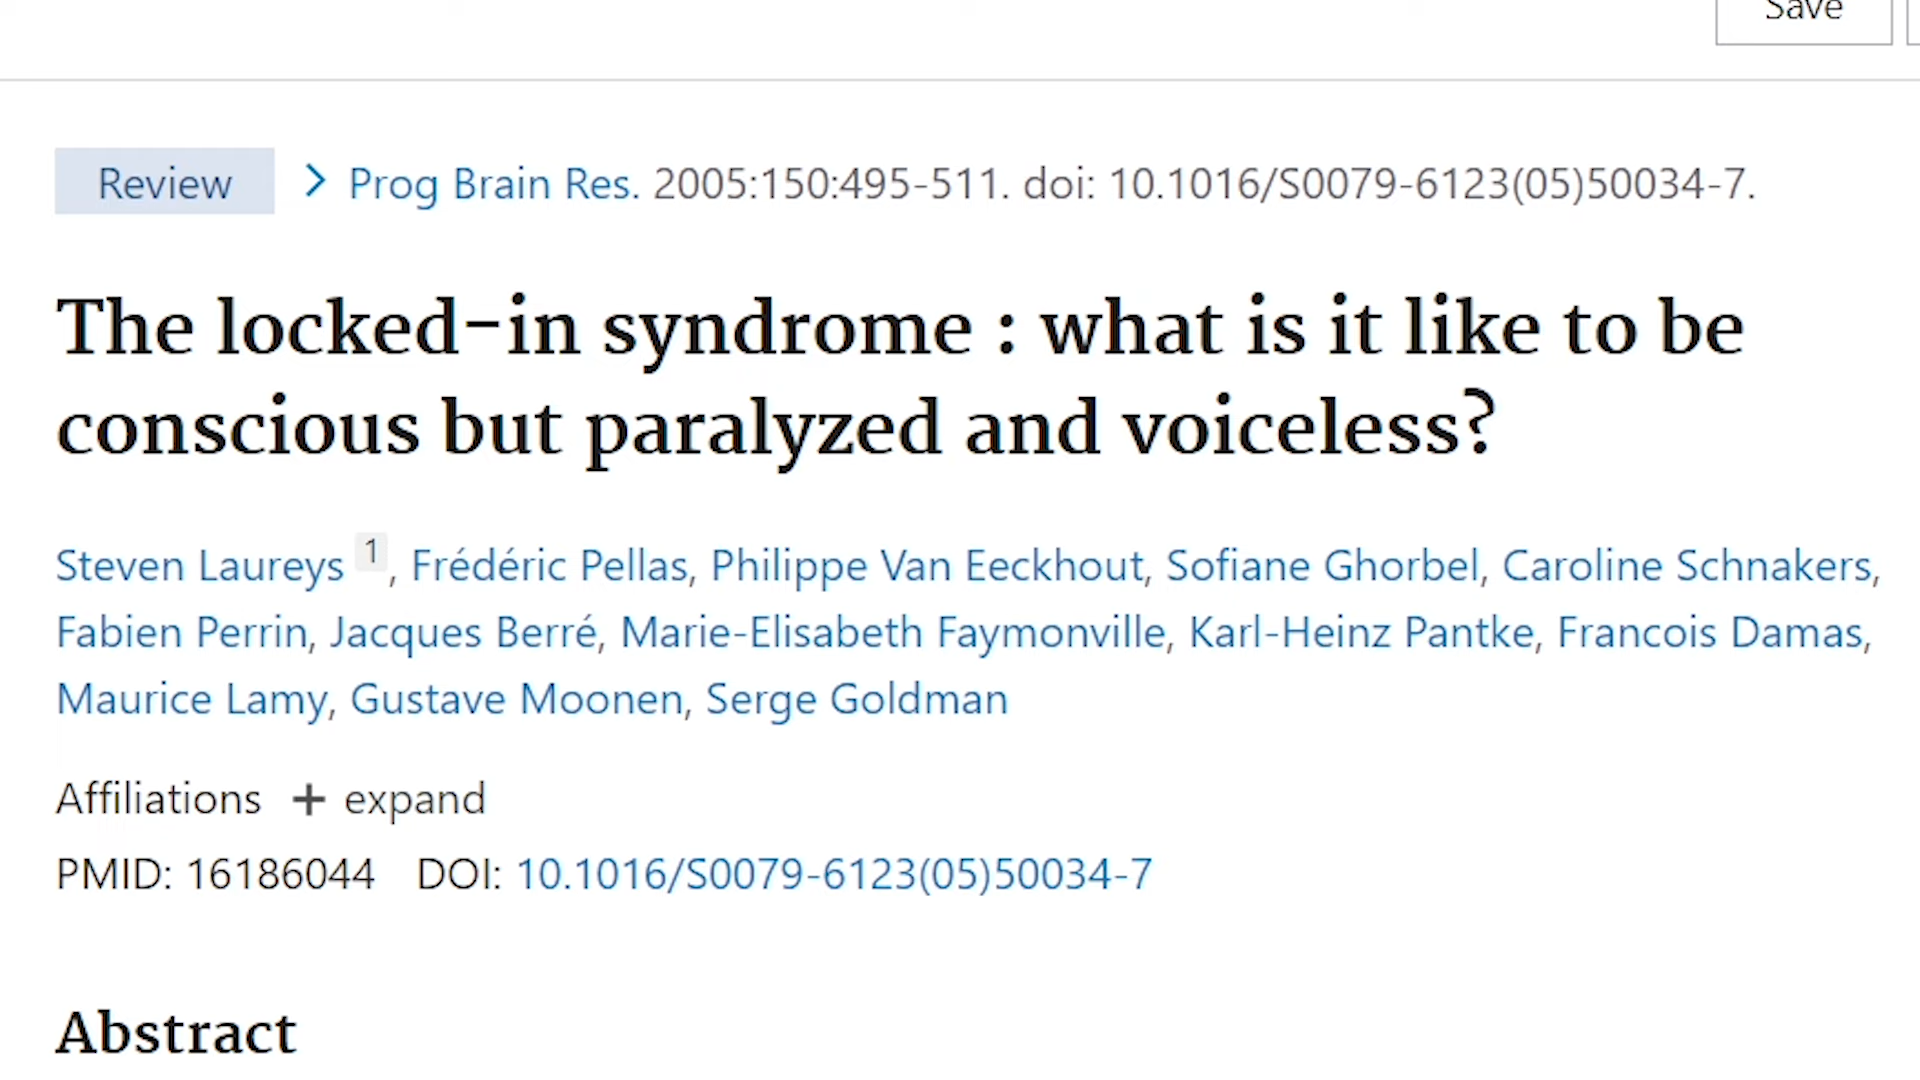 Save
Review > Prog Brain Res. 2005:150:495-511. doi: 10.1016/S0079-6123(05)50034-7.
The locked-in syndrome : what is it like to be
conscious but paralyzed and voiceless?
Steven Laureys 1, Frédéric Pellas, Philippe Van Eeckhout, Sofiane Ghorbel, Caroline Schnakers,
Fabien Perrin, Jacques Berré, Marie-Elisabeth Faymonville, Karl-Heinz Pantke, Francois Damas,
Maurice Lamy, Gustave Moonen, Serge Goldman
Affiliations + expand
PMID: 16186044 DOI: 10.1016/S0079-6123(05)50034-7
Abstract